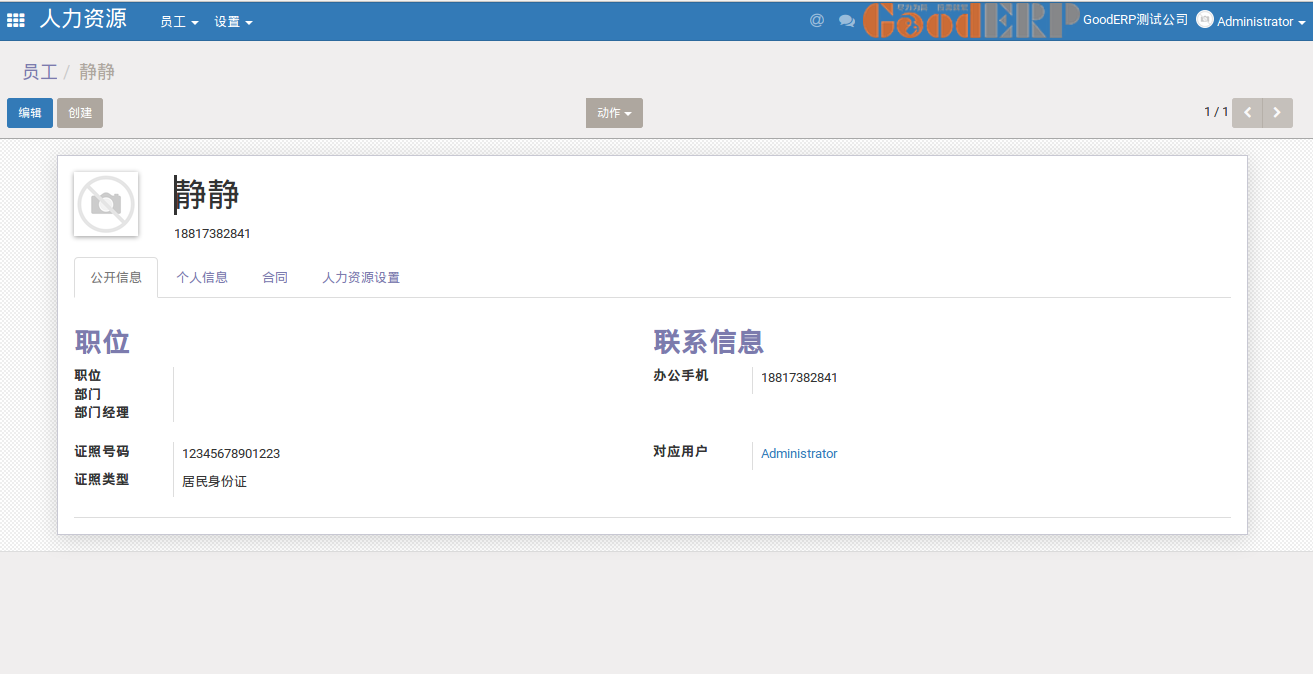 人力资源 员工 设置 @ GoodERP GoodERP测试公司 Administrator
员工 / 静静
编辑 创建 动作 1 / 1
静静
18817382841
公开信息 个人信息 合同 人力资源设置
职位 联系信息
职位 办公手机 18817382841
部门
部门经理
证照号码 12345678901223 对应用户 Administrator
证照类型 居民身份证